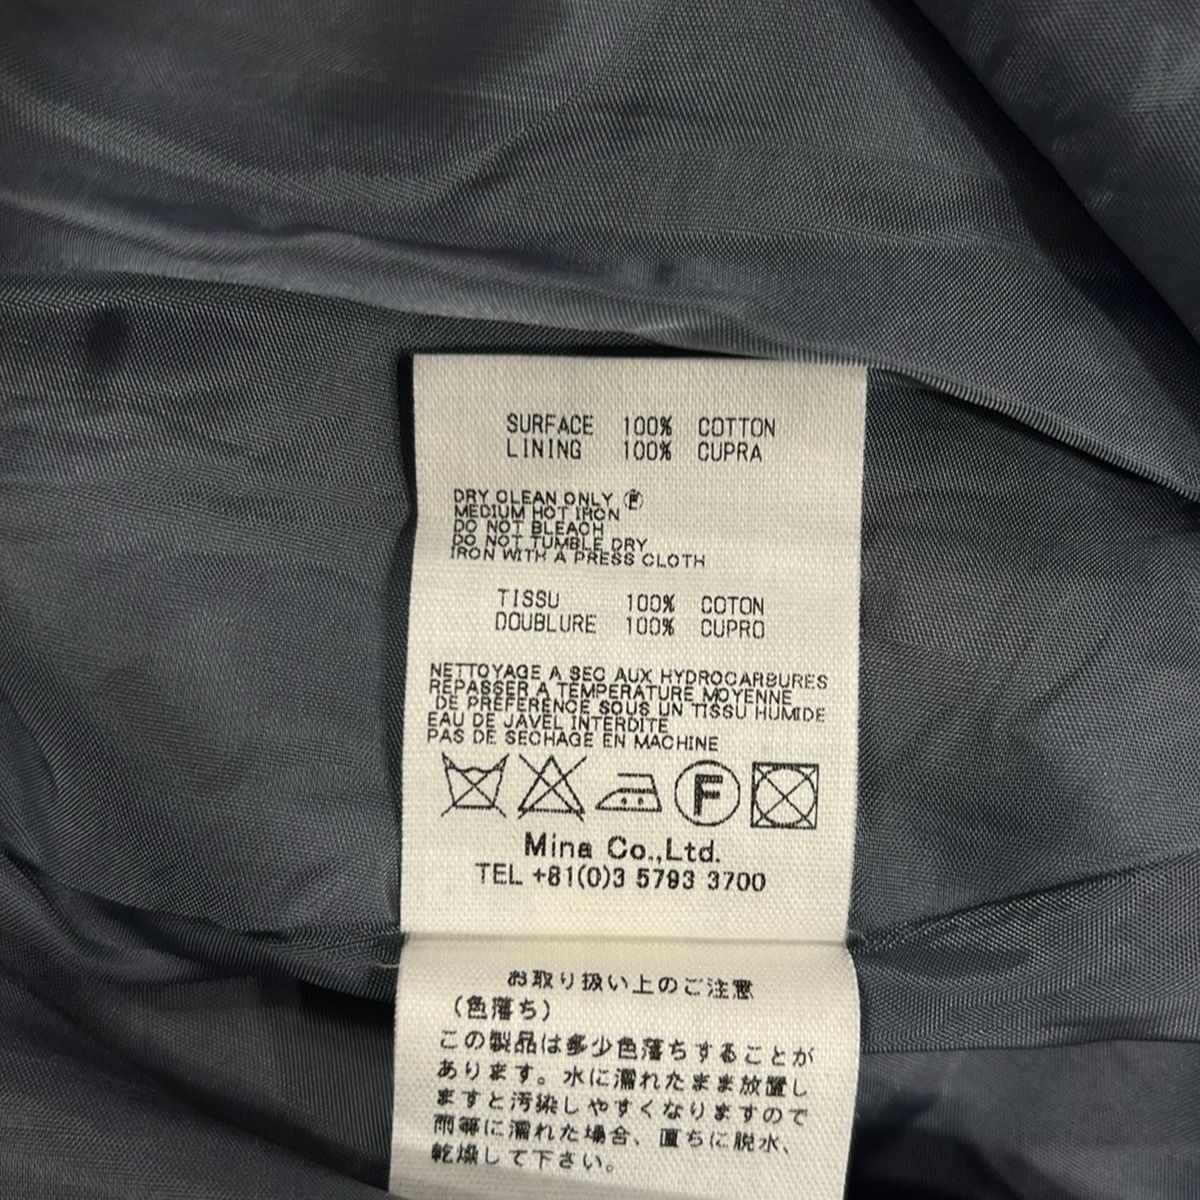 SURFACE 100% COTTON
LINING 100% CUPRA
DRY CLEAN ONLY Ⓕ
MEDIUM HOT IRON
DO NOT BLEACH
DO NOT TUMBLE DRY
IRON WITH A PRESS CLOTH
TISSU 100% COTON
DOUBLURE 100% CUPRO
NETTOYAGE A SEC AUX HYDROCARBURES
REPASSER A TEMPERATURE MOYENNE
DE PREFERENCE SOUS UN TISSU HUMIDE
EAU DE JAVEL INTERDITE
PAS DE SECHAGE EN MACHINE
F
Mina Co.,Ltd.
TEL +81(0)3 5793 3700
お取り扱い上のご注意
（色落ち）
この製品は多少色落ちすることが
あります。水に濡れたまま放置し
ますと汚染しやすくなりますので
雨等に濡れた場合、直ちに脱水、
乾燥して下さい。